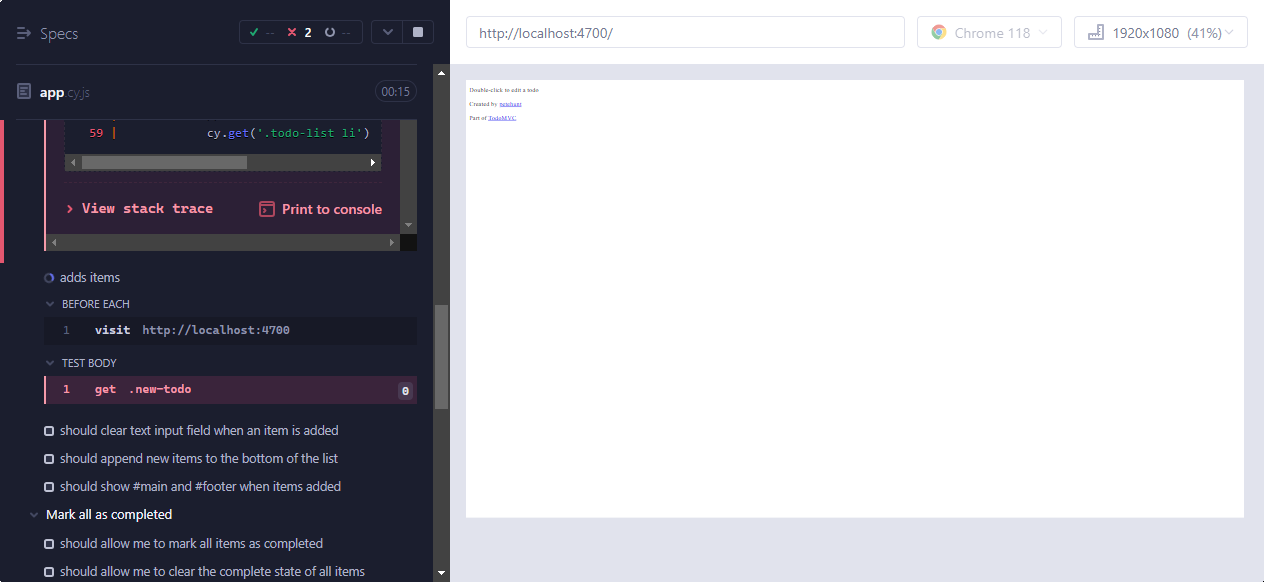 Specs
-- 2 --
app.cy.js
00:15
59 | cy.get('.todo-list li')
View stack trace
Print to console
adds items
BEFORE EACH
1 visit http://localhost:4700
TEST BODY
1 get .new-todo 0
should clear text input field when an item is added
should append new items to the bottom of the list
should show #main and #footer when items added
Mark all as completed
should allow me to mark all items as completed
should allow me to clear the complete state of all items
http://localhost:4700/
Chrome 118
1920x1080 (41%)
Double-click to edit a todo
Created by petehunt
Part of TodoMVC